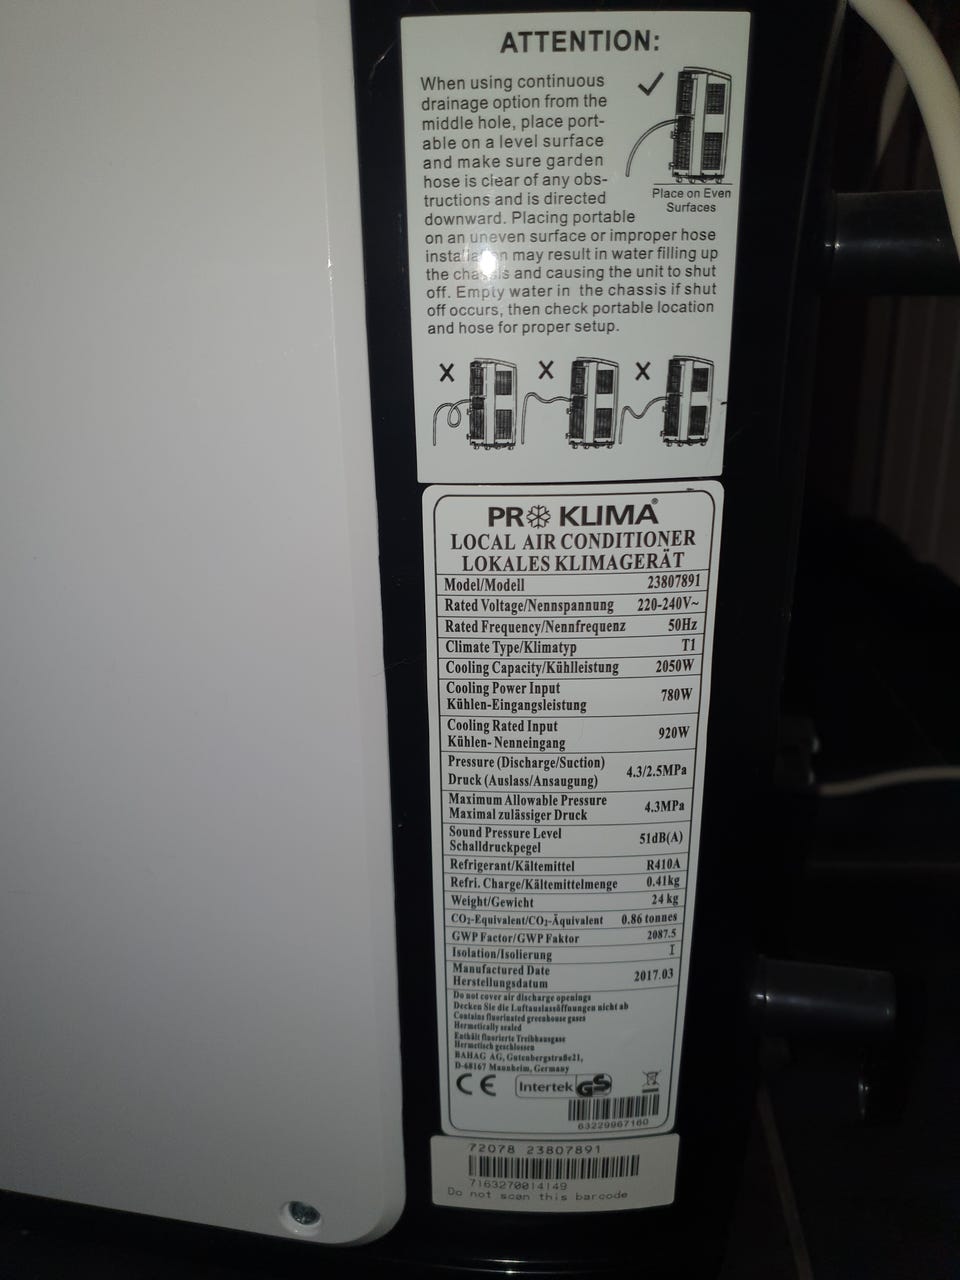 ATTENTION:
When using continuous
drainage option from the
middle hole, place port-
able on a level surface
and make sure garden
hose is clear of any obs-
tructions and is directed
downward. Placing portable
on an uneven surface or improper hose
may result in water filling up
the and causing the unit to shut
off. Empty water in the chassis if shut
off occurs, then check portable location
and hose for proper setup.
Place on Even
Surfaces
X X X
PRO KLIMA®
LOCAL AIR CONDITIONER
LOKALES KLIMAGERÄT
Model/Modell 23807891
Rated Voltage/Nennspannung 220-240V~
Rated Frequency/Nennfrequenz 50Hz
Climate Type/Klimatyp T1
Cooling Capacity/Kühlleistung 2050W
Cooling Power Input
Kühlen-Eingangsleistung 780W
Cooling Rated Input
Kühlen- Nenneingang 920W
Pressure (Discharge/Suction)
Druck (Auslass/Ansaugung) 4.3/2.5MPa
Maximum Allowable Pressure
Maximal zulässiger Druck 4.3MPa
Sound Pressure Level
Schalldruckpegel 51dB(A)
Refrigerant/Kältemittel R410A
Refri. Charge/Kältemittelmenge 0.41kg
Weight/Gewicht 24 kg
CO₂-Equivalent/CO₂-Äquivalent 0.86 tonnes
GWP Factor/GWP Faktor 2087.5
Isolation/Isolierung I
Manufactured Date
Herstellungsdatum 2017.03
Do not cover air discharge openings
Decken Sie die Luftauslassöffnungen nicht ab
Contains fluorinated greenhouse gases
Hermetically sealed
Enthält fluorierte Treibhausgase
Hermetisch geschlossen
BAHAG AG, Gutenbergstraße21,
D-68167 Mannheim, Germany
CE Intertek GS
63229967160
72078 23807891
7163270014149
Do not scan this barcode